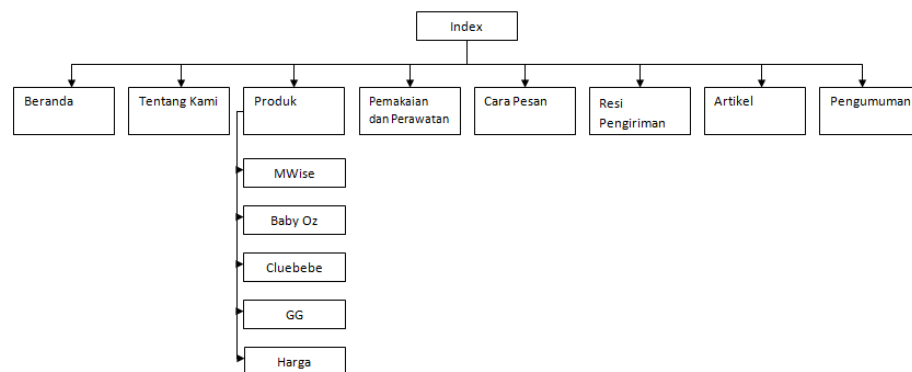 Index
Beranda
Tentang Kami
Produk
Pemakaian
dan Perawatan
Cara Pesan
Resi
Pengiriman
Artikel
Pengumuman
MWise
Baby Oz
Cluebebe
GG
Harga